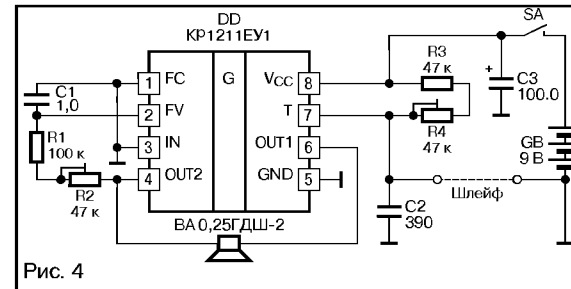 DD
КР1211ЕУ1
C1
1,0
R1
100 к
R2
47 к
1
FC
2
FV
3
IN
4
OUT2
G
VCC
8
T
7
OUT1
6
GND
5
ВА 0,25ГДШ-2
R3
47 к
R4
47 к
SA
+
C3
100.0
GB
9 В
Шлейф
C2
390
Рис. 4